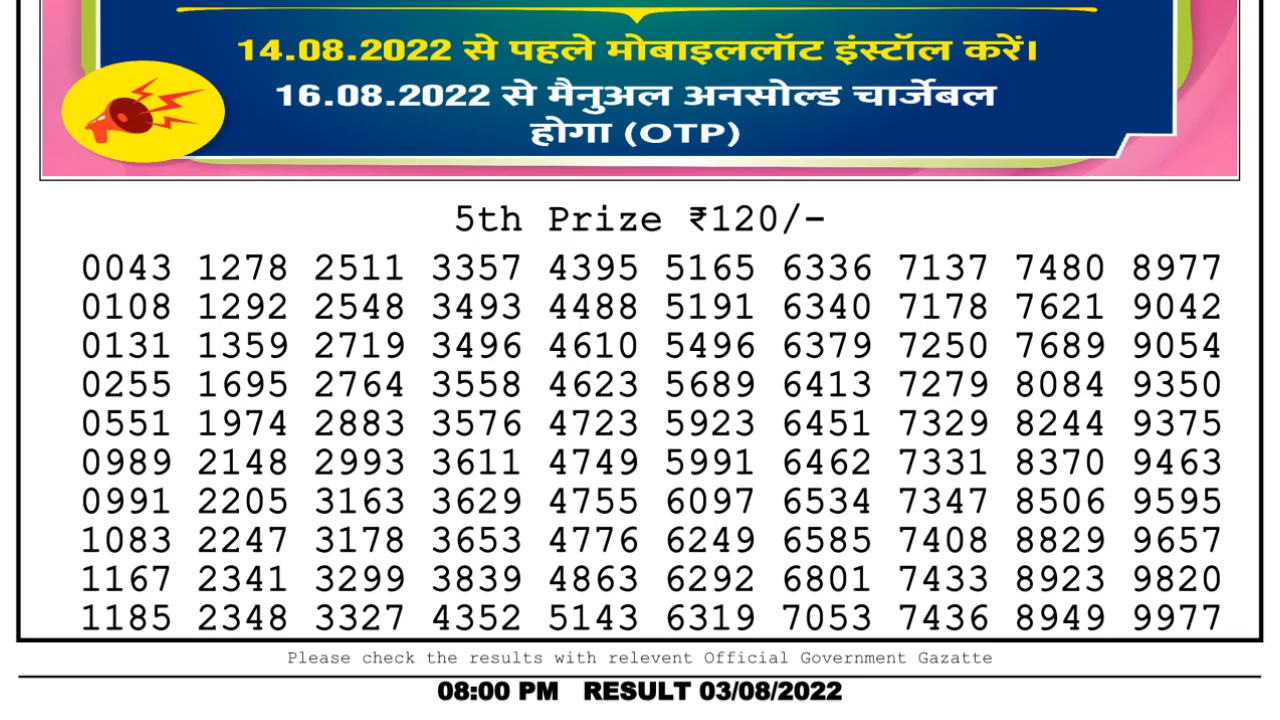 14.08.2022 से पहले मोबाइललॉट इंस्टॉल करें।
16.08.2022 से मैनुअल अनसोल्ड चार्जेबल
होगा (OTP)
5th Prize ₹120/-
0043 1278 2511 3357 4395 5165 6336 7137 7480 8977
0108 1292 2548 3493 4488 5191 6340 7178 7621 9042
0131 1359 2719 3496 4610 5496 6379 7250 7689 9054
0255 1695 2764 3558 4623 5689 6413 7279 8084 9350
0551 1974 2883 3576 4723 5923 6451 7329 8244 9375
0989 2148 2993 3611 4749 5991 6462 7331 8370 9463
0991 2205 3163 3629 4755 6097 6534 7347 8506 9595
1083 2247 3178 3653 4776 6249 6585 7408 8829 9657
1167 2341 3299 3839 4863 6292 6801 7433 8923 9820
1185 2348 3327 4352 5143 6319 7053 7436 8949 9977
Please check the results with relevent Official Government Gazatte
08:00 PM RESULT 03/08/2022